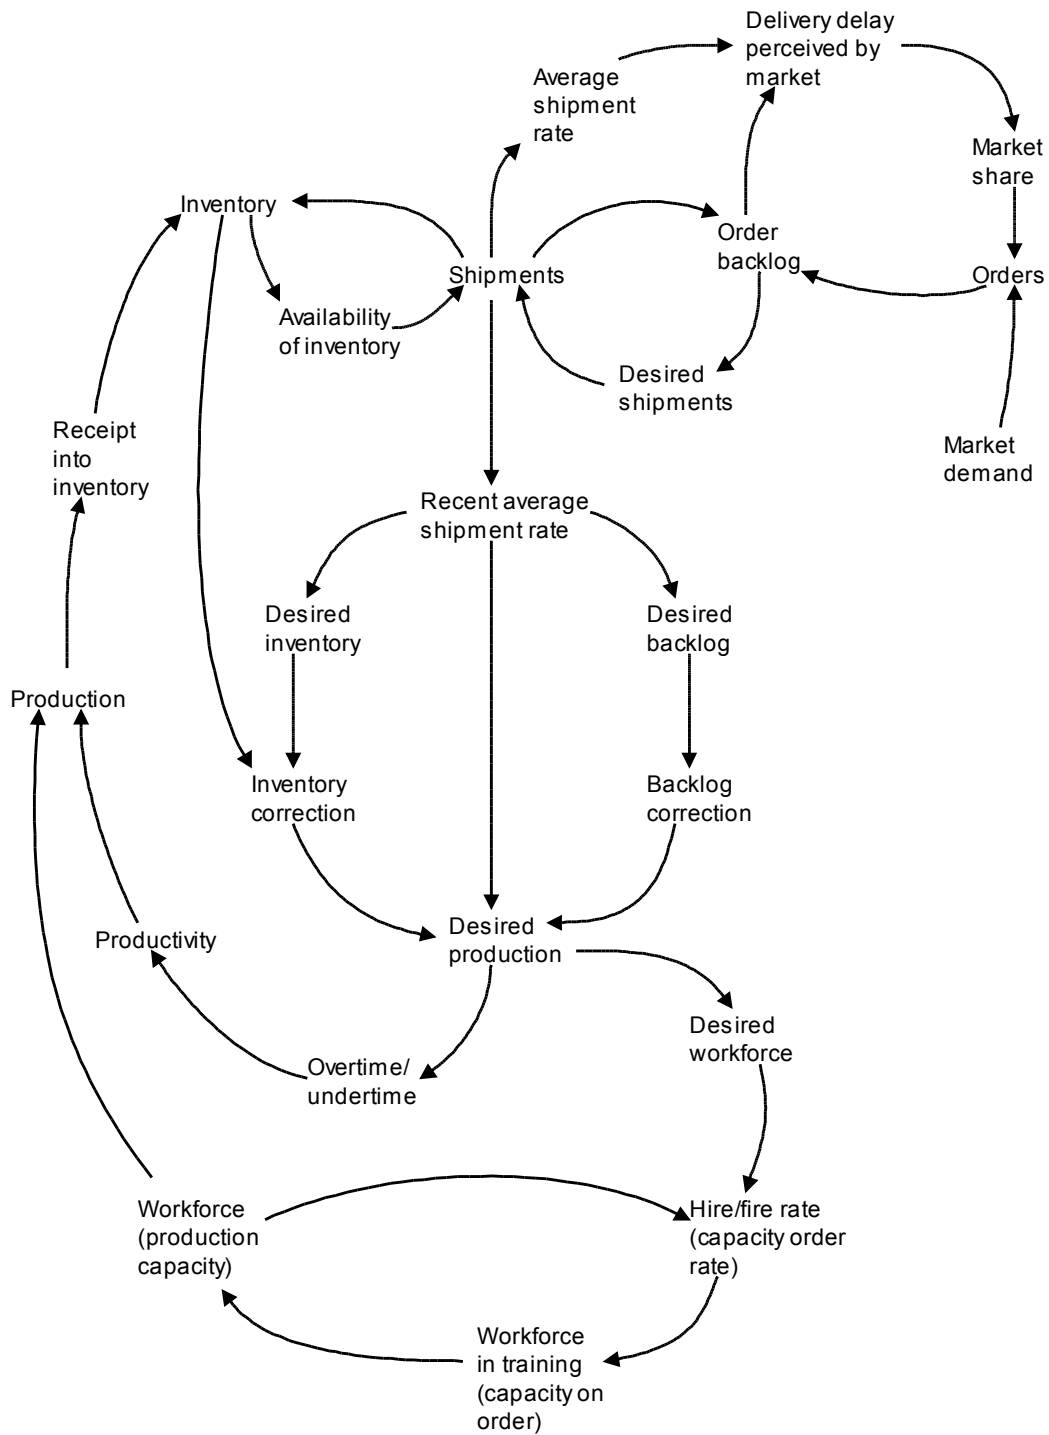 Delivery delay
perceived by
market
Average
shipment
rate
Market
share
Inventory
Order
backlog
Shipments
Orders
Availability
of inventory
Desired
shipments
Receipt
into
inventory
Market
demand
Recent average
shipment rate
Desired
inventory
Desired
backlog
Production
Inventory
correction
Backlog
correction
Desired
production
Productivity
Desired
workforce
Overtime/
undertime
Workforce
(production
capacity)
Hire/fire rate
(capacity order
rate)
Workforce
in training
(capacity on
order)